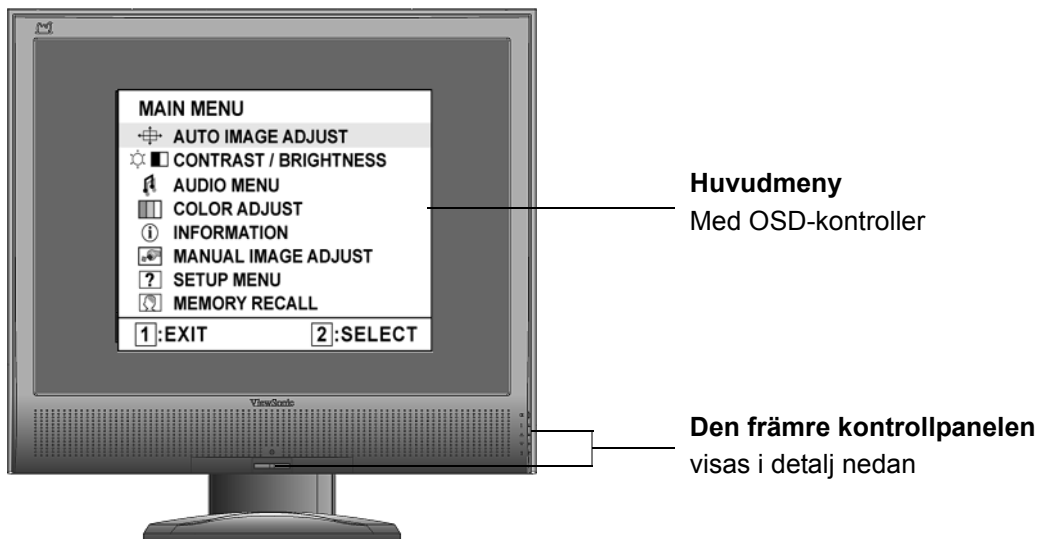 MAIN MENU
AUTO IMAGE ADJUST
CONTRAST / BRIGHTNESS
AUDIO MENU
COLOR ADJUST
INFORMATION
MANUAL IMAGE ADJUST
SETUP MENU
MEMORY RECALL
1:EXIT 2:SELECT
ViewSonic
Huvudmeny
Med OSD-kontroller
Den främre kontrollpanelen
visas i detalj nedan